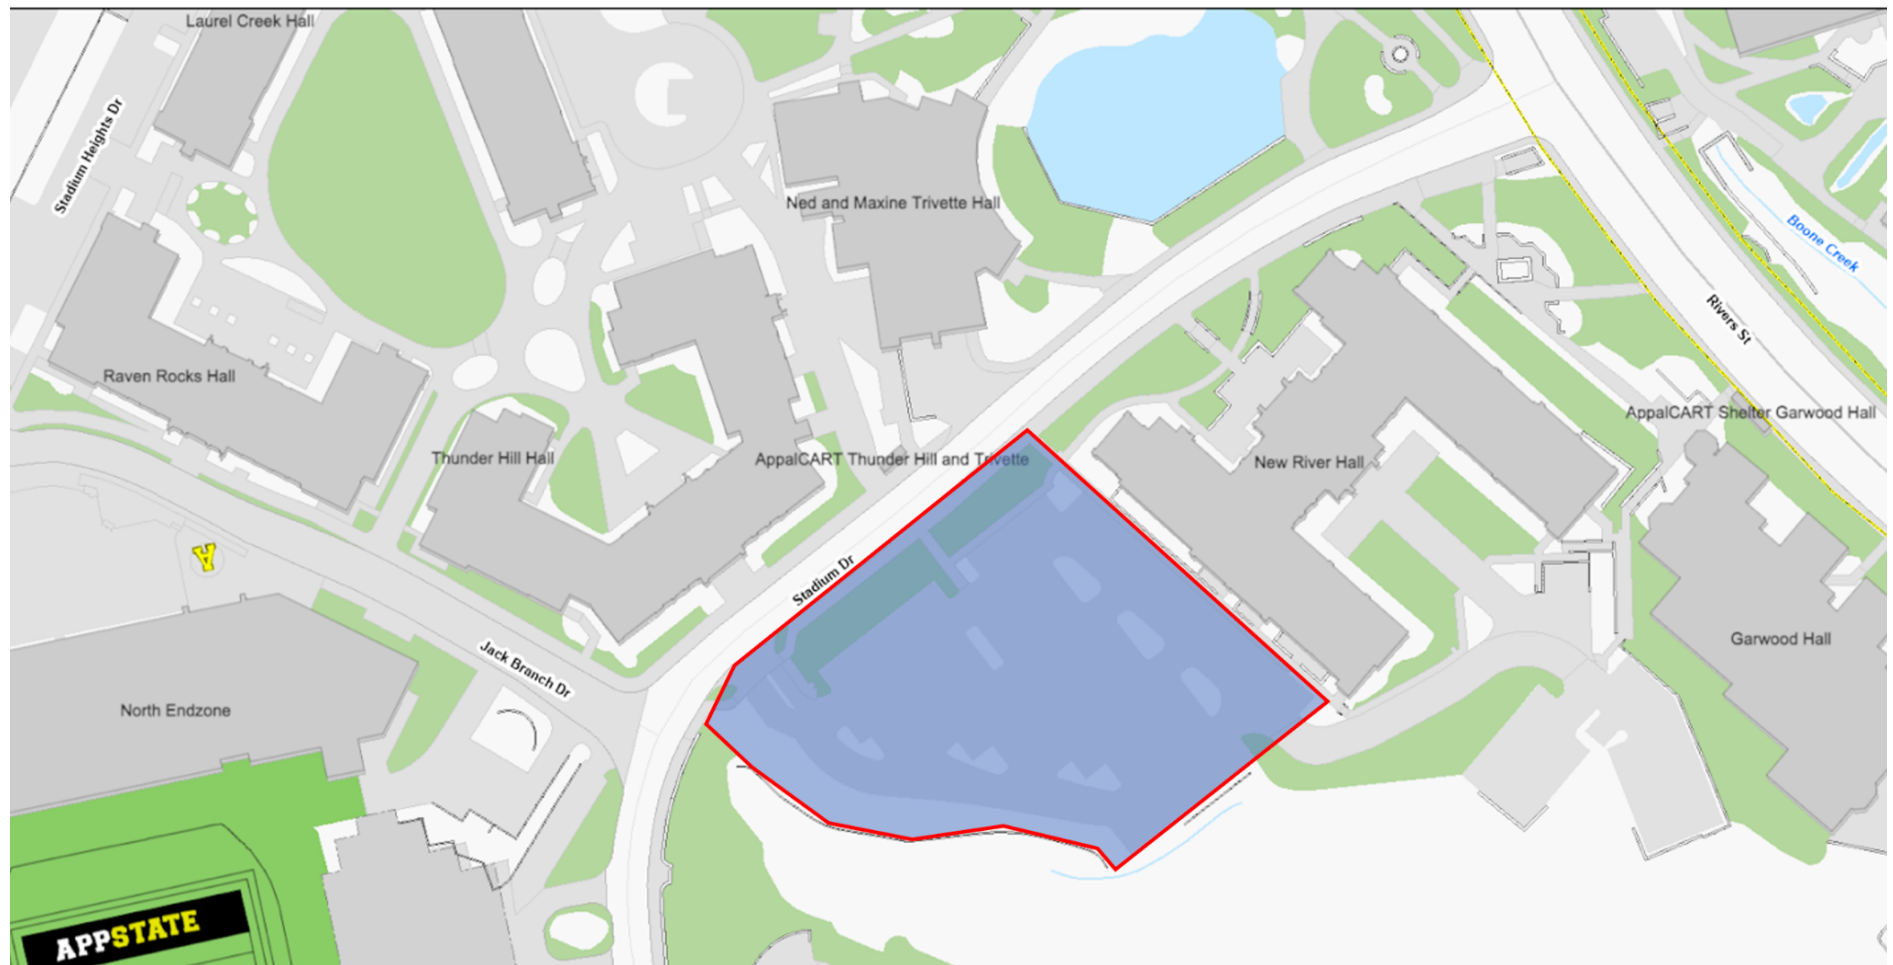 Laurel Creek Hall
Stadium Heights Dr
Ned and Maxine Trivette Hall
Boone Creek
Rivers St
Raven Rocks Hall
AppalCART Shelter Garwood Hall
Thunder Hill Hall
AppalCART Thunder Hill and Trivette
New River Hall
A
Stadium Dr
Garwood Hall
Jack Branch Dr
North Endzone
APPSTATE